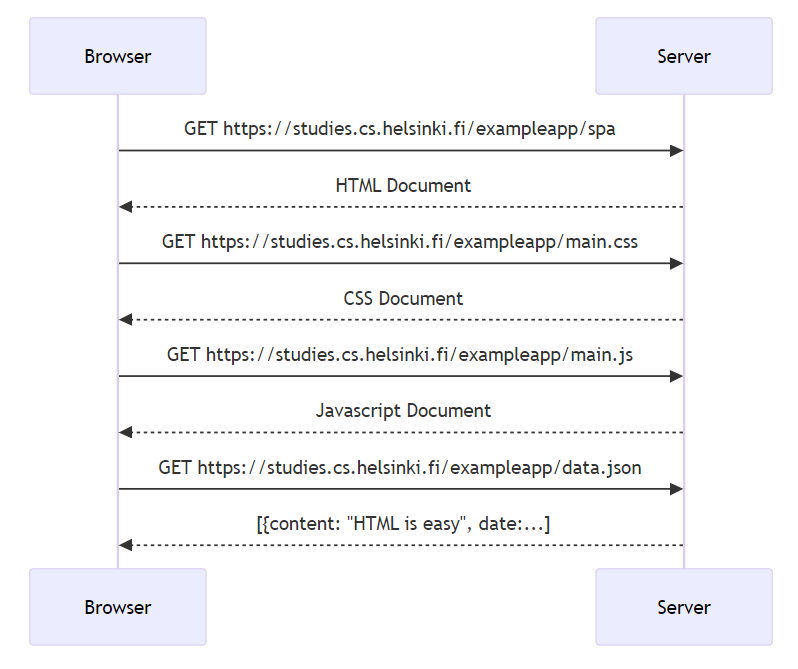 Browser Server
GET https://studies.cs.helsinki.fi/exampleapp/spa
HTML Document
GET https://studies.cs.helsinki.fi/exampleapp/main.css
CSS Document
GET https://studies.cs.helsinki.fi/exampleapp/main.js
Javascript Document
GET https://studies.cs.helsinki.fi/exampleapp/data.json
[{content: "HTML is easy", date:...]
Browser Server